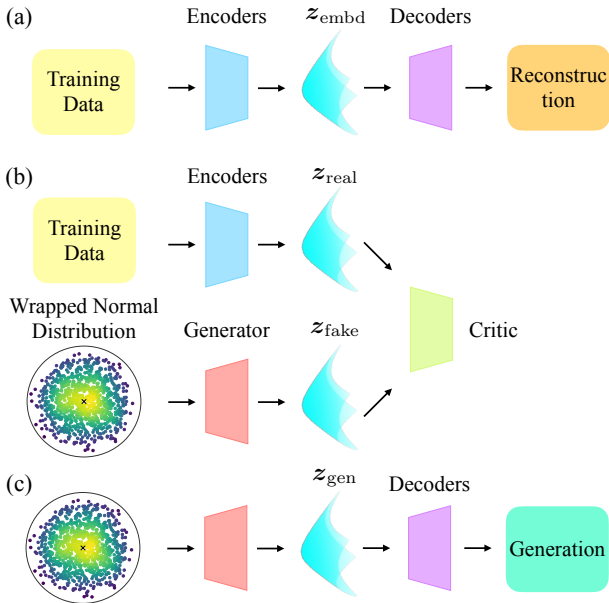 (a)
Encoders
z_embd
Decoders
Training
Data
Reconstruc
tion
(b)
Encoders
z_real
Training
Data
Wrapped Normal
Distribution
Generator
z_fake
Critic
(c)
z_gen
Decoders
Generation